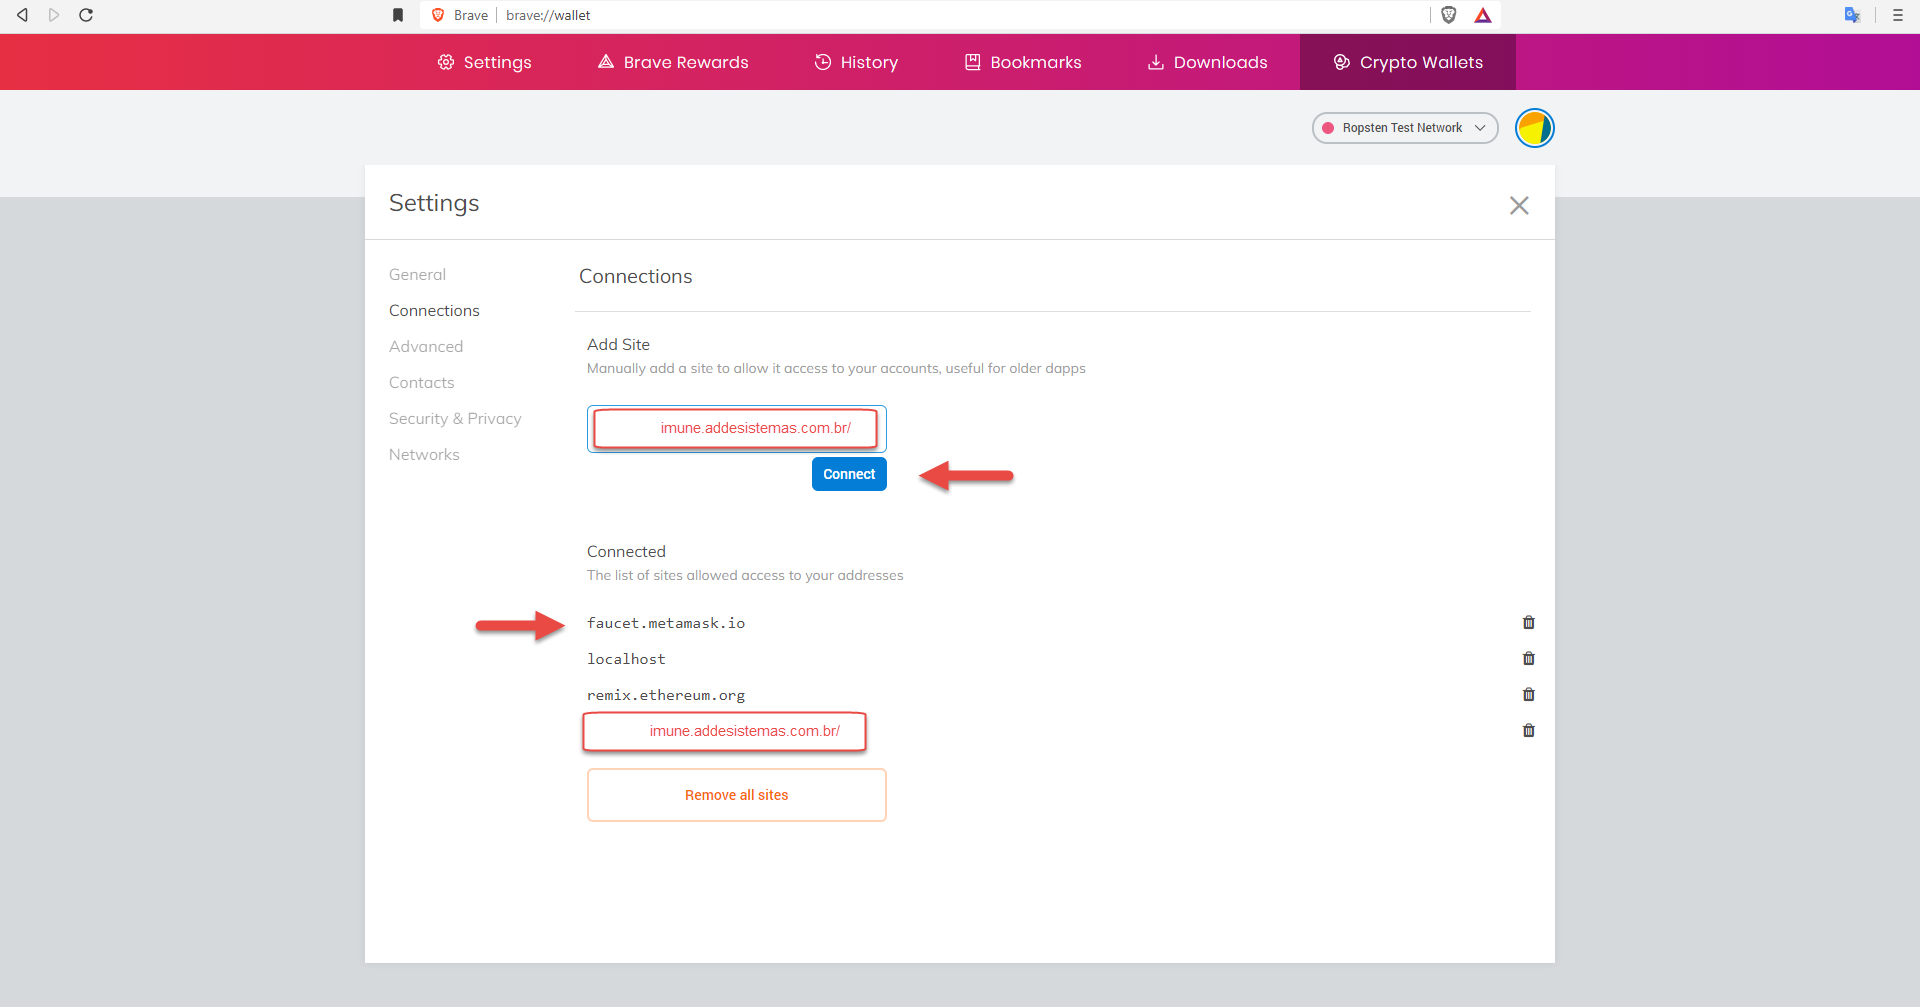 Brave
brave://wallet
Settings
Brave Rewards
History
Bookmarks
Downloads
Crypto Wallets
Ropsten Test Network
Settings
General
Connections
Advanced
Contacts
Security & Privacy
Networks
Connections
Add Site
Manually add a site to allow it access to your accounts, useful for older dapps
imune.addesistemas.com.br/
Connect
Connected
The list of sites allowed access to your addresses
faucet.metamask.io
localhost
remix.ethereum.org
imune.addesistemas.com.br/
Remove all sites